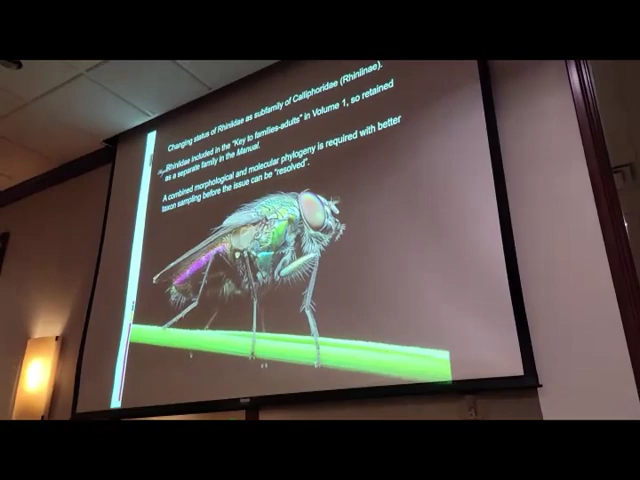 Changing status of Rhiniidae as subfamily of Calliphoridae (Rhiniinae).
Rhiniidae included in the "Key to families-adults" in Volume 1, so retained
as a separate family in the Manual.
A combined morphological and molecular phylogeny is required with better
taxon sampling before the issue can be "resolved".